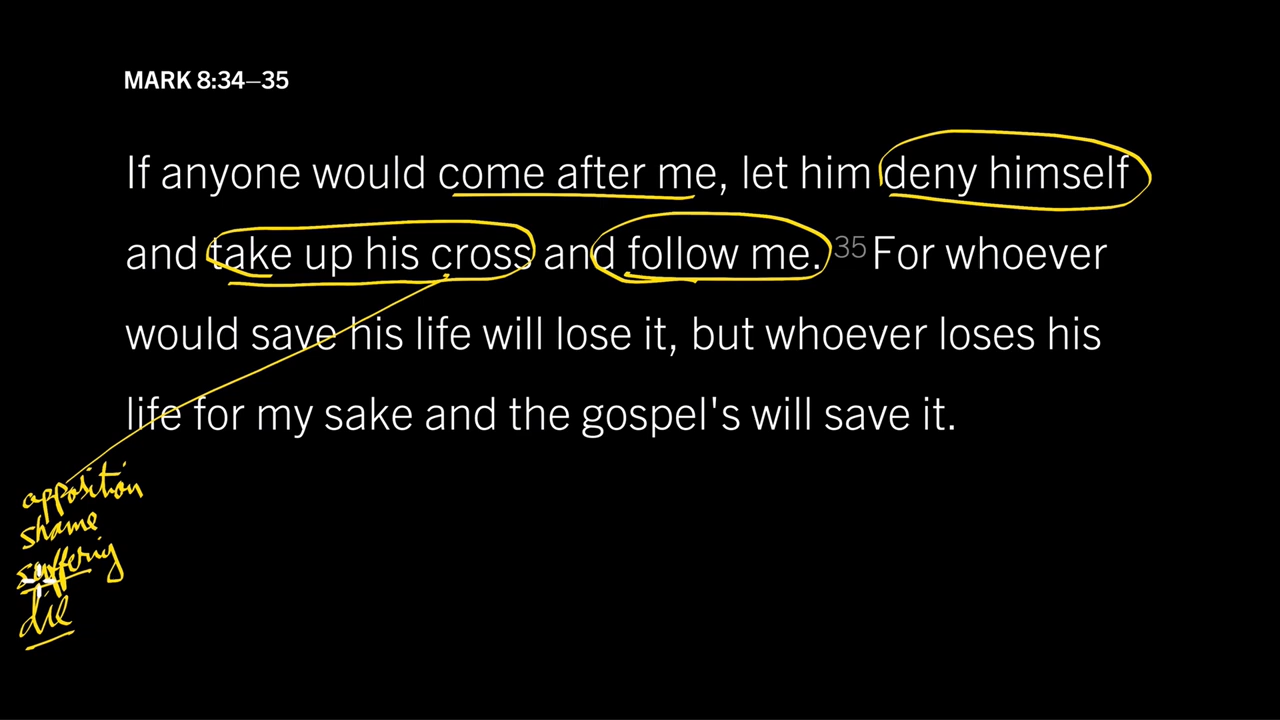 MARK 8:34–35
If anyone would come after me, let him deny himself
and take up his cross and follow me. 35 For whoever
would save his life will lose it, but whoever loses his
life for my sake and the gospel's will save it.
opposition
shame
suffering
die